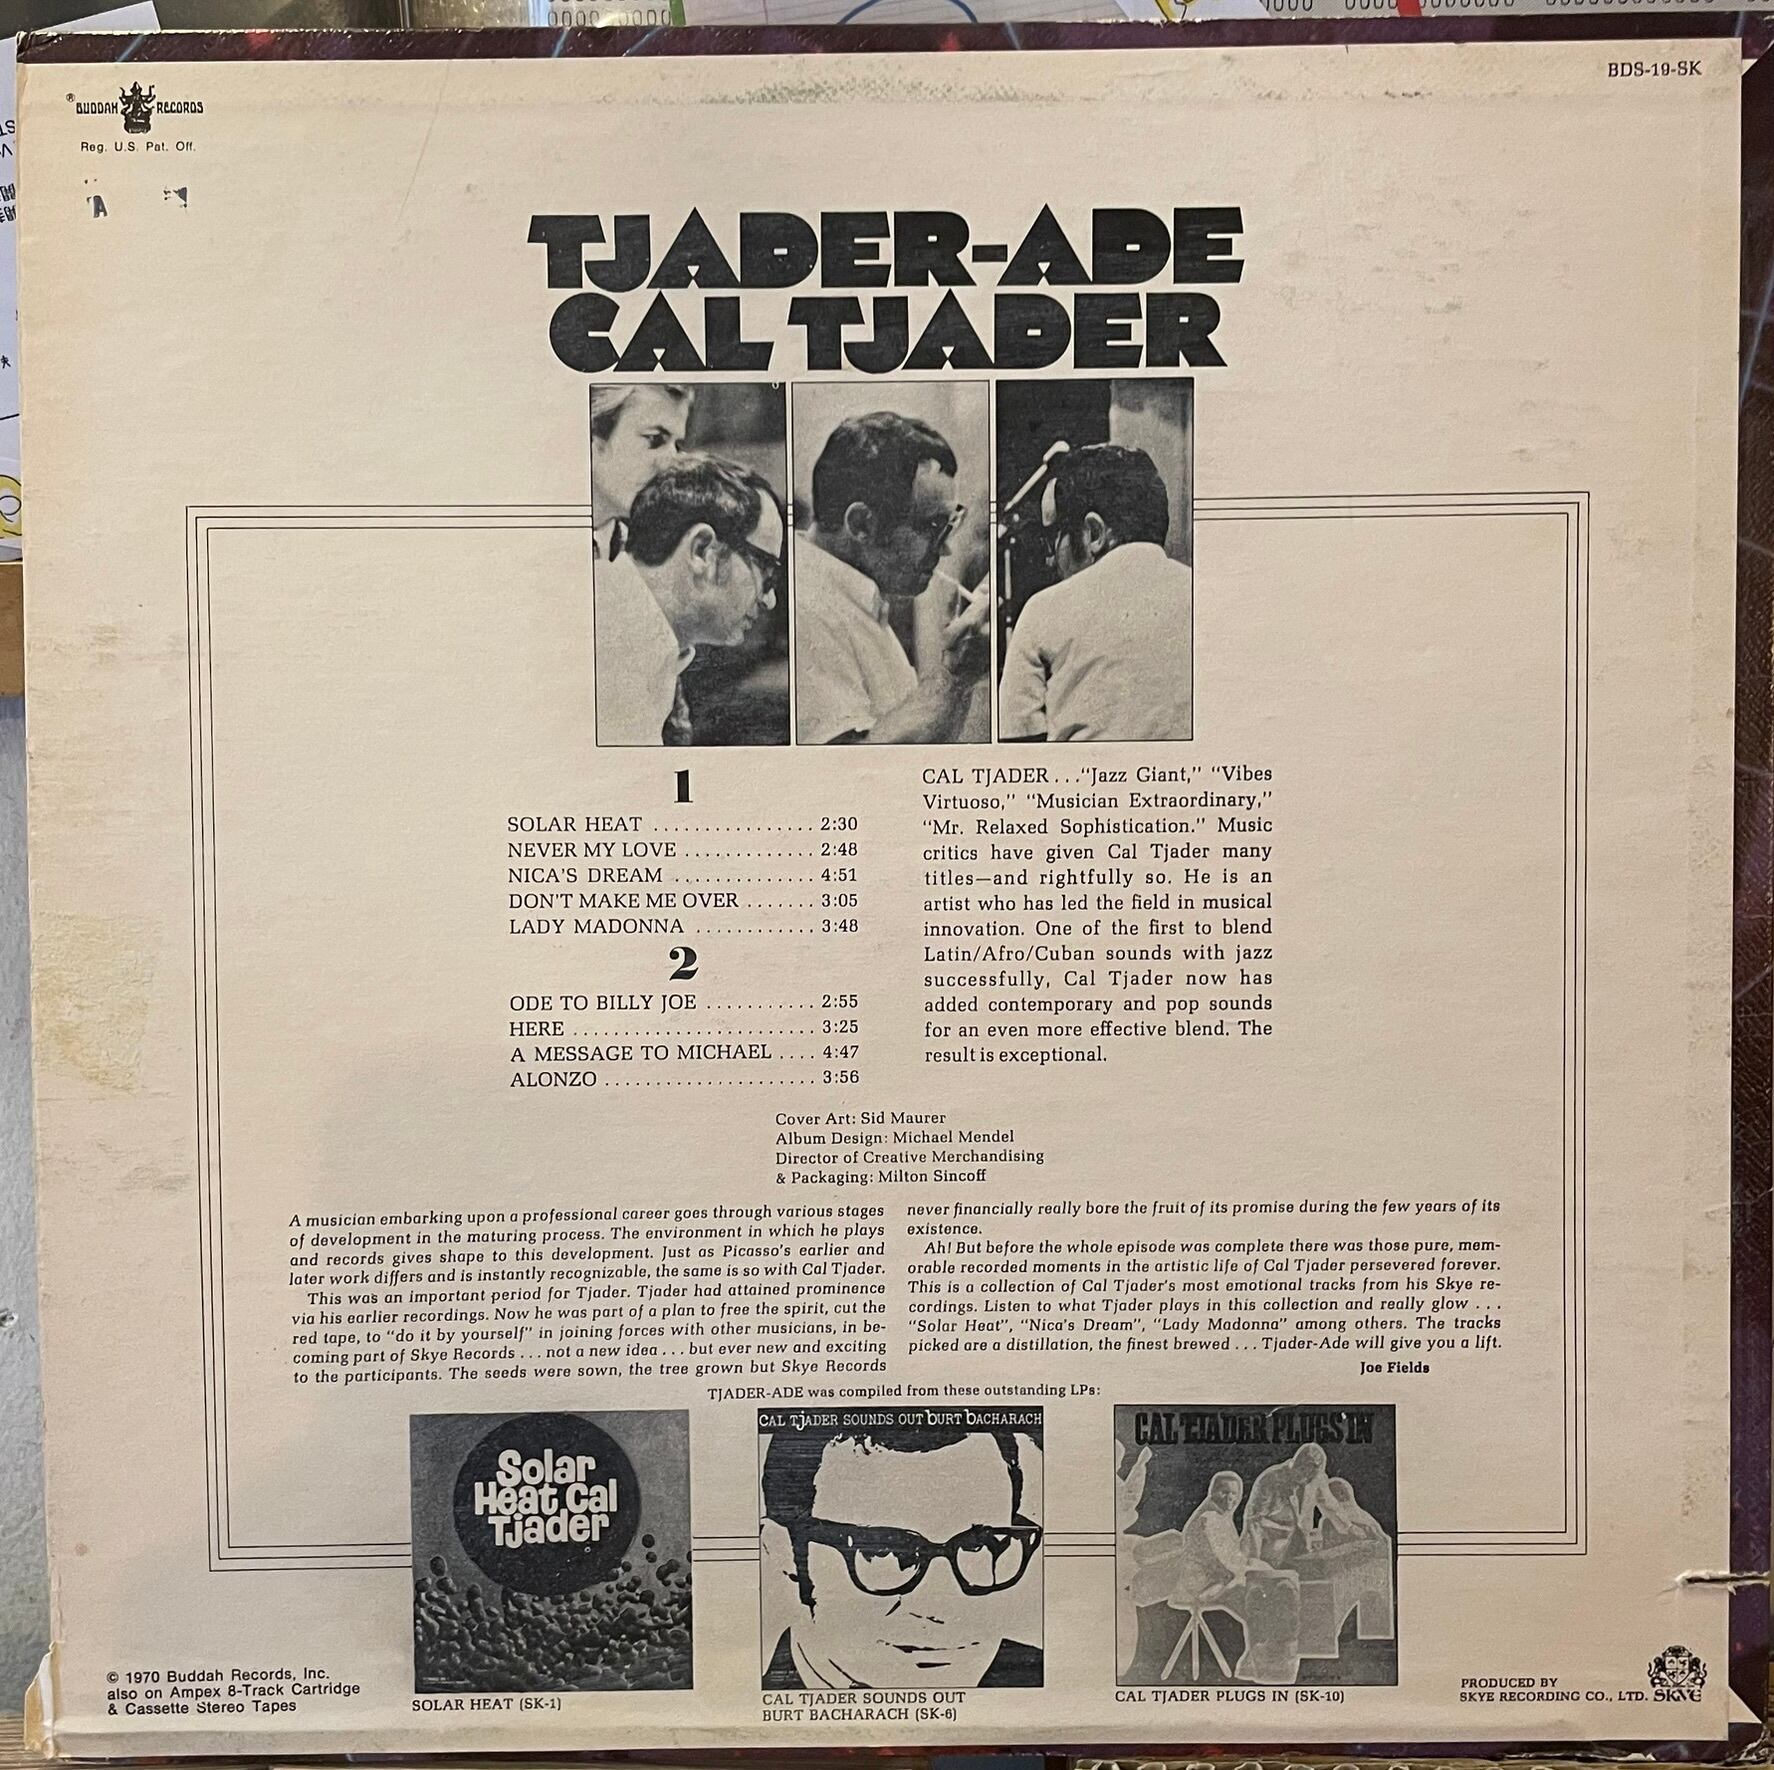 BDS-19-SK
® BUDDAH RECORDS
Reg. U.S. Pat. Off.
TJADER-ADE
CAL TJADER
1
SOLAR HEAT ................ 2:30
NEVER MY LOVE ............. 2:48
NICA'S DREAM .............. 4:51
DON'T MAKE ME OVER ....... 3:05
LADY MADONNA ............ 3:48
2
ODE TO BILLY JOE ........... 2:55
HERE ........................ 3:25
A MESSAGE TO MICHAEL .... 4:47
ALONZO ..................... 3:56
CAL TJADER ... "Jazz Giant," "Vibes
Virtuoso," "Musician Extraordinary,"
"Mr. Relaxed Sophistication." Music
critics have given Cal Tjader many
titles—and rightfully so. He is an
artist who has led the field in musical
innovation. One of the first to blend
Latin/Afro/Cuban sounds with jazz
successfully, Cal Tjader now has
added contemporary and pop sounds
for an even more effective blend. The
result is exceptional.
Cover Art: Sid Maurer
Album Design: Michael Mendel
Director of Creative Merchandising
& Packaging: Milton Sincoff
A musician embarking upon a professional career goes through various stages
of development in the maturing process. The environment in which he plays
and records gives shape to this development. Just as Picasso's earlier and
later work differs and is instantly recognizable, the same is so with Cal Tjader.
This was an important period for Tjader. Tjader had attained prominence
via his earlier recordings. Now he was part of a plan to free the spirit, cut the
red tape, to "do it by yourself" in joining forces with other musicians, in be-
coming part of Skye Records ... not a new idea ... but ever new and exciting
to the participants. The seeds were sown, the tree grown but Skye Records
never financially really bore the fruit of its promise during the few years of its
existence.
Ah! But before the whole episode was complete there was those pure, mem-
orable recorded moments in the artistic life of Cal Tjader persevered forever.
This is a collection of Cal Tjader's most emotional tracks from his Skye re-
cordings. Listen to what Tjader plays in this collection and really glow ...
"Solar Heat", "Nica's Dream", "Lady Madonna" among others. The tracks
picked are a distillation, the finest brewed ... Tjader-Ade will give you a lift.
Joe Fields
TJADER-ADE was compiled from these outstanding LPs:
Solar
Heat Cal
Tjader
CAL TJADER SOUNDS OUT BURT BACHARACH
CAL TJADER PLUGS IN
SOLAR HEAT (SK-1)
CAL TJADER SOUNDS OUT
BURT BACHARACH (SK-6)
CAL TJADER PLUGS IN (SK-10)
© 1970 Buddah Records, Inc.
also on Ampex 8-Track Cartridge
& Cassette Stereo Tapes
PRODUCED BY
SKYE RECORDING CO., LTD. SKYE